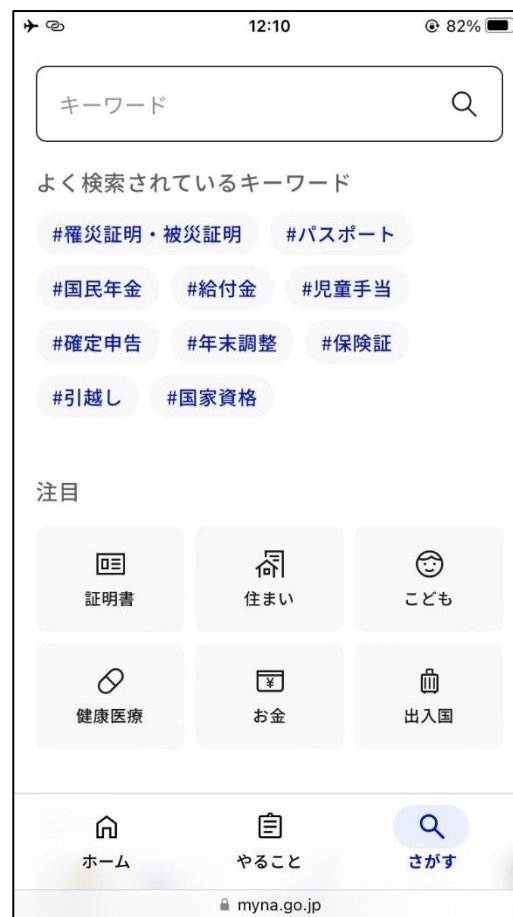 12:10 82%
キーワード
よく検索されているキーワード
#罹災証明・被災証明 #パスポート
#国民年金 #給付金 #児童手当
#確定申告 #年末調整 #保険証
#引越し #国家資格
注目
証明書 住まい こども
¥
健康医療 お金 出入国
ホーム やること さがす
myna.go.jp